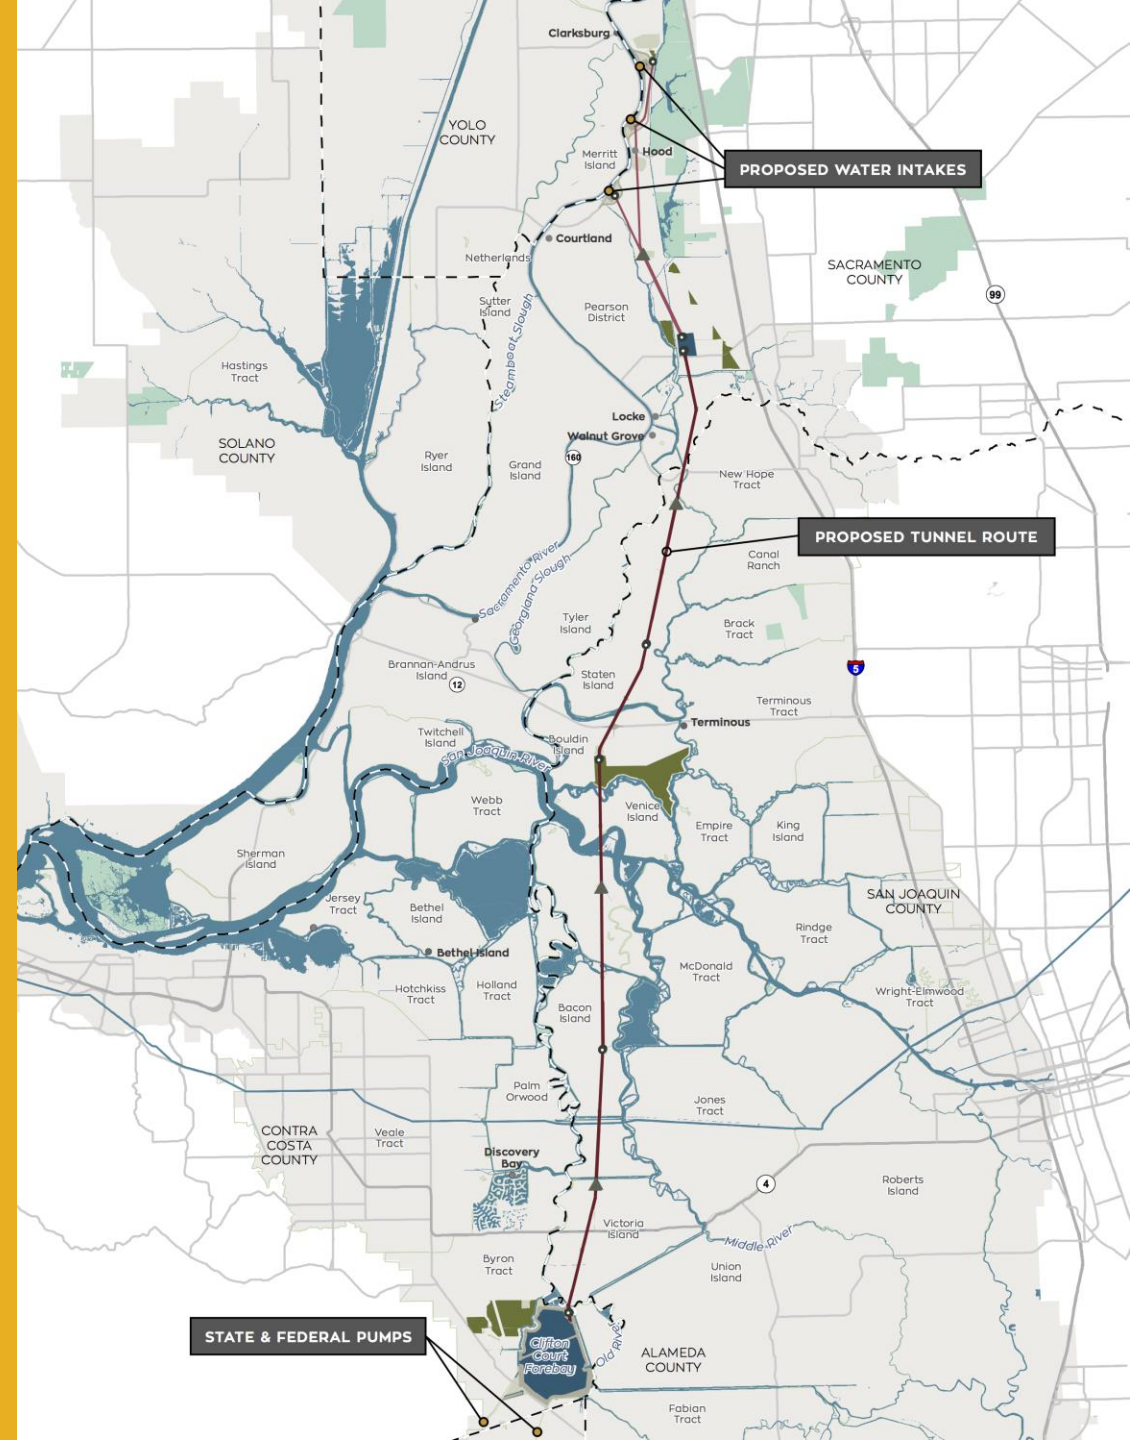 Clarksburg
YOLO
COUNTY
Merritt
Island
Hood
PROPOSED WATER INTAKES
Courtland
Netherlands
SACRAMENTO
COUNTY
99
Sutter
Island
Pearson
District
Steamboat Slough
Hastings
Tract
Locke
Walnut Grove
SOLANO
COUNTY
160
Ryer
Island
Grand
Island
New Hope
Tract
PROPOSED TUNNEL ROUTE
Canal
Ranch
Sacramento River
Georgiana Slough
Tyler
Island
Brack
Tract
Brannan-Andrus
Island
12
Staten
Island
5
Terminous
Tract
Terminous
Twitchell
Island
Bouldin
Island
San Joaquin River
Webb
Tract
Venice
Island
Empire
Tract
King
Island
Sherman
Island
Jersey
Tract
Bethel
Island
SAN JOAQUIN
COUNTY
Rindge
Tract
Bethel Island
McDonald
Tract
Hotchkiss
Tract
Holland
Tract
Wright-Elmwood
Tract
Bacon
Island
Palm
Orwood
Jones
Tract
CONTRA
COSTA
COUNTY
Veale
Tract
Discovery
Bay
4
Roberts
Island
Victoria
Island
Middle River
Byron
Tract
Union
Island
STATE & FEDERAL PUMPS
Clifton
Court
Forebay
Old River
ALAMEDA
COUNTY
Fabian
Tract